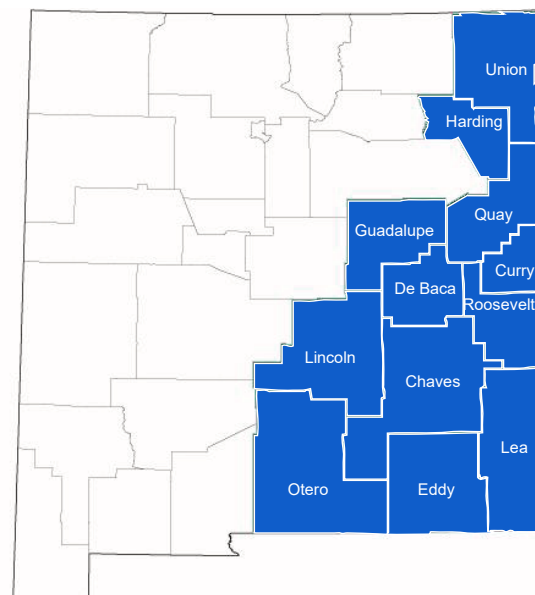 Union
Harding
Quay
Guadalupe
Curry
De Baca
Roosevelt
Lincoln
Chaves
Lea
Otero
Eddy